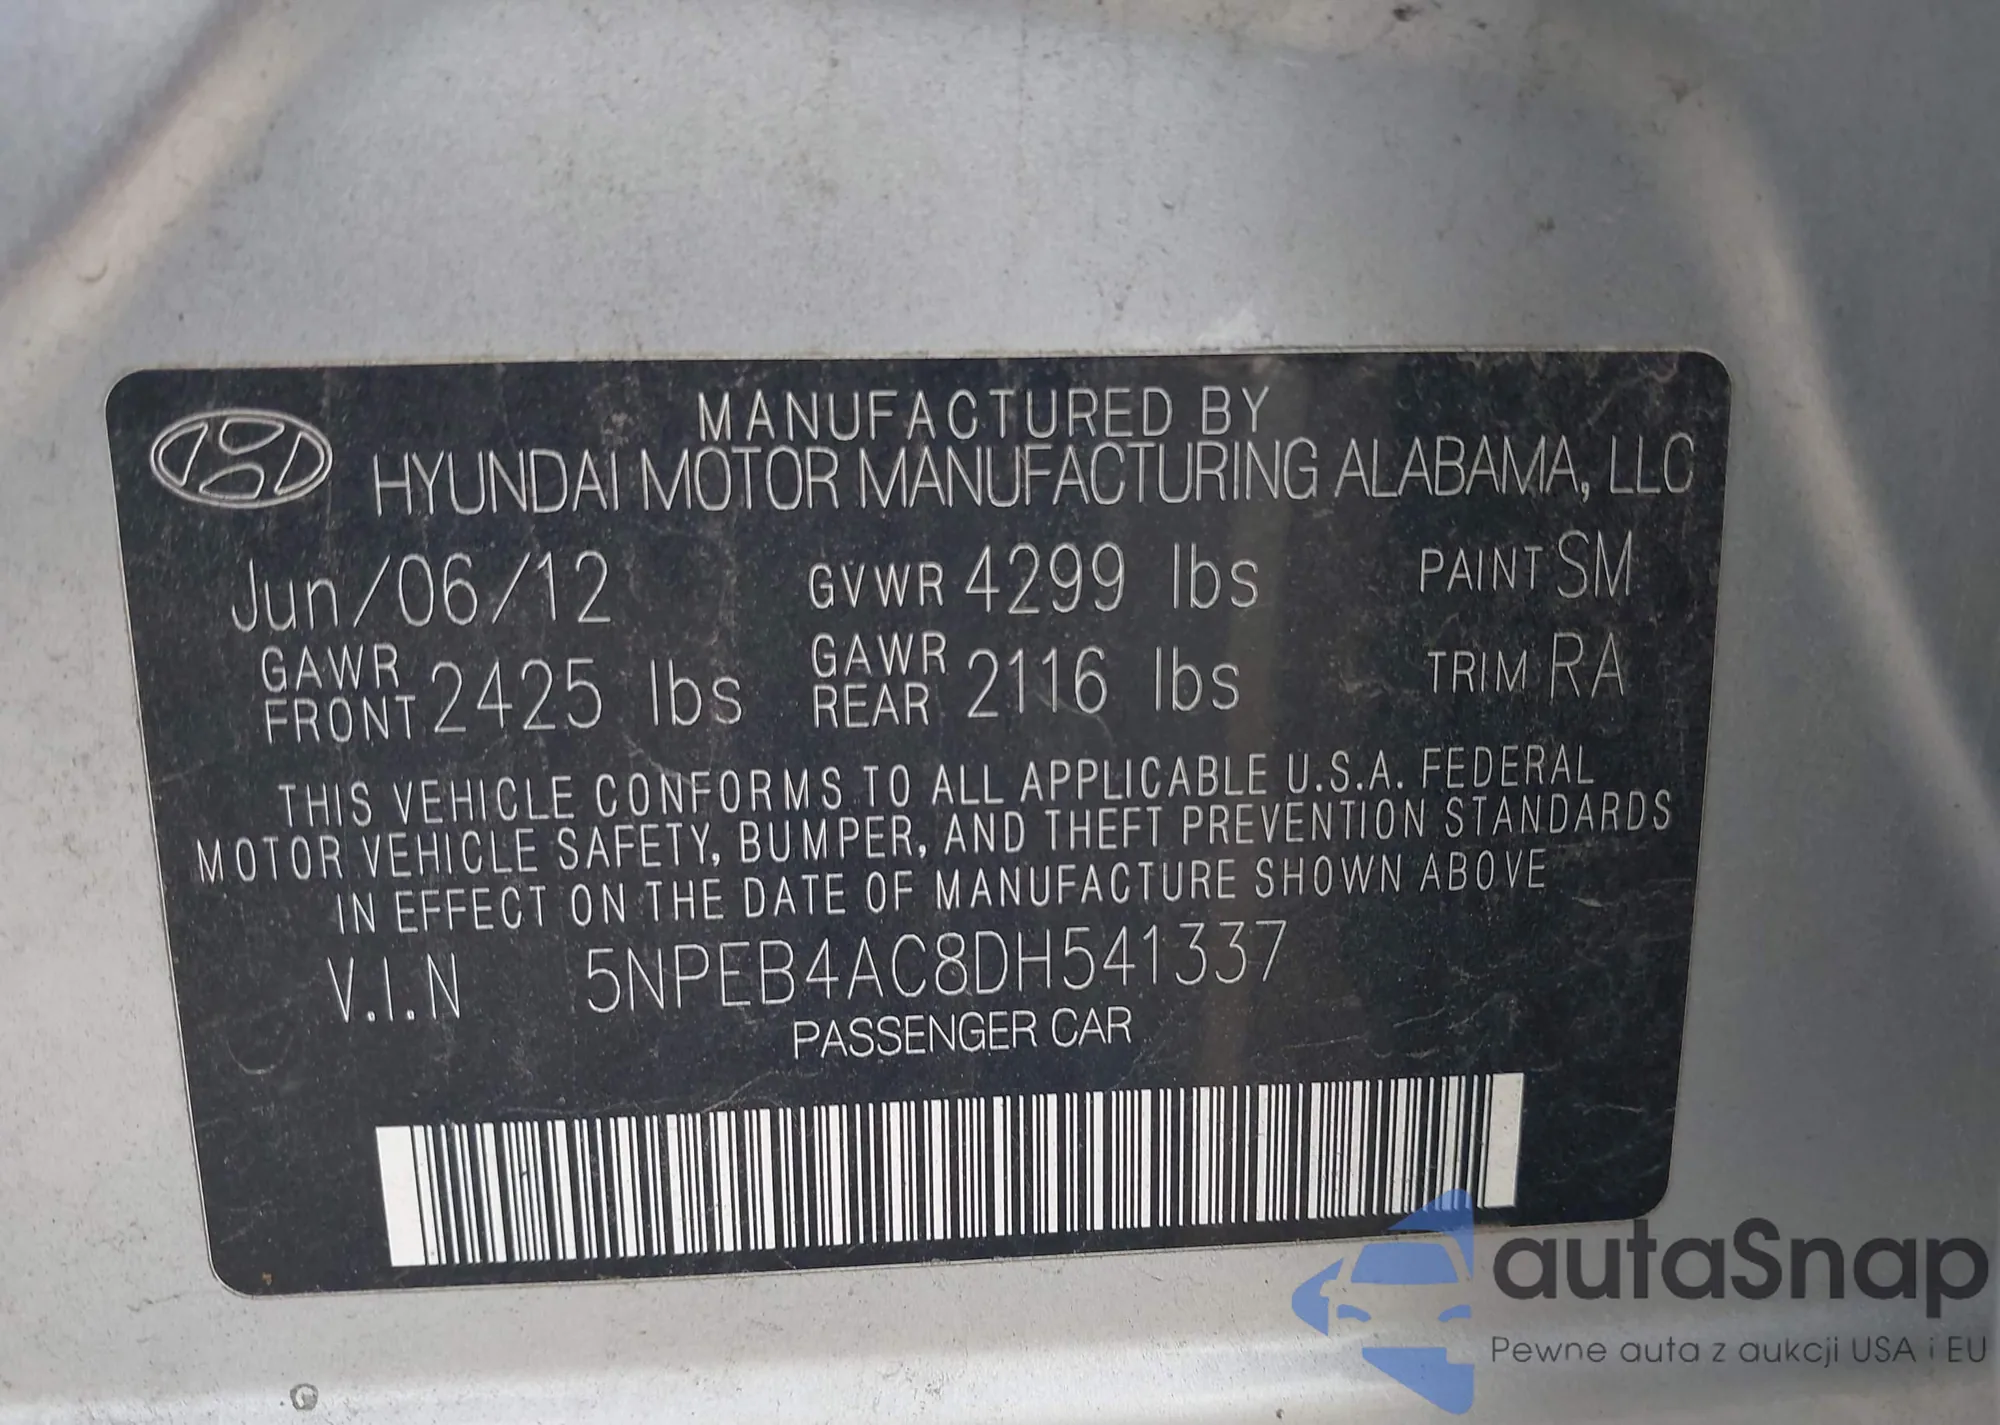 MANUFACTURED BY
HYUNDAI MOTOR MANUFACTURING ALABAMA, LLC
Jun/06/12 GVWR 4299 lbs PAINT SM
GAWR FRONT 2425 lbs GAWR REAR 2116 lbs TRIM RA
THIS VEHICLE CONFORMS TO ALL APPLICABLE U.S.A. FEDERAL
MOTOR VEHICLE SAFETY, BUMPER, AND THEFT PREVENTION STANDARDS
IN EFFECT ON THE DATE OF MANUFACTURE SHOWN ABOVE
V.I.N 5NPEB4AC8DH541337
PASSENGER CAR
autaSnap
Pewne auta z aukcji USA i EU